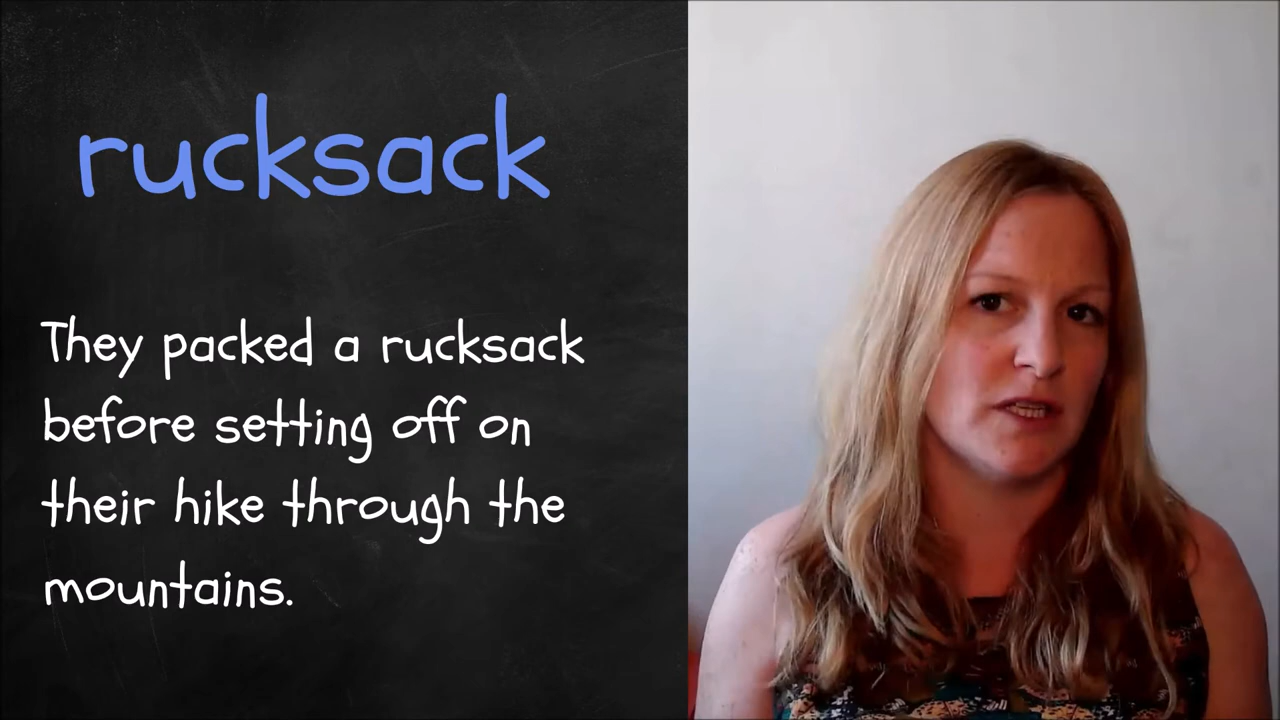 rucksack
They packed a rucksack
before setting off on
their hike through the
mountains.